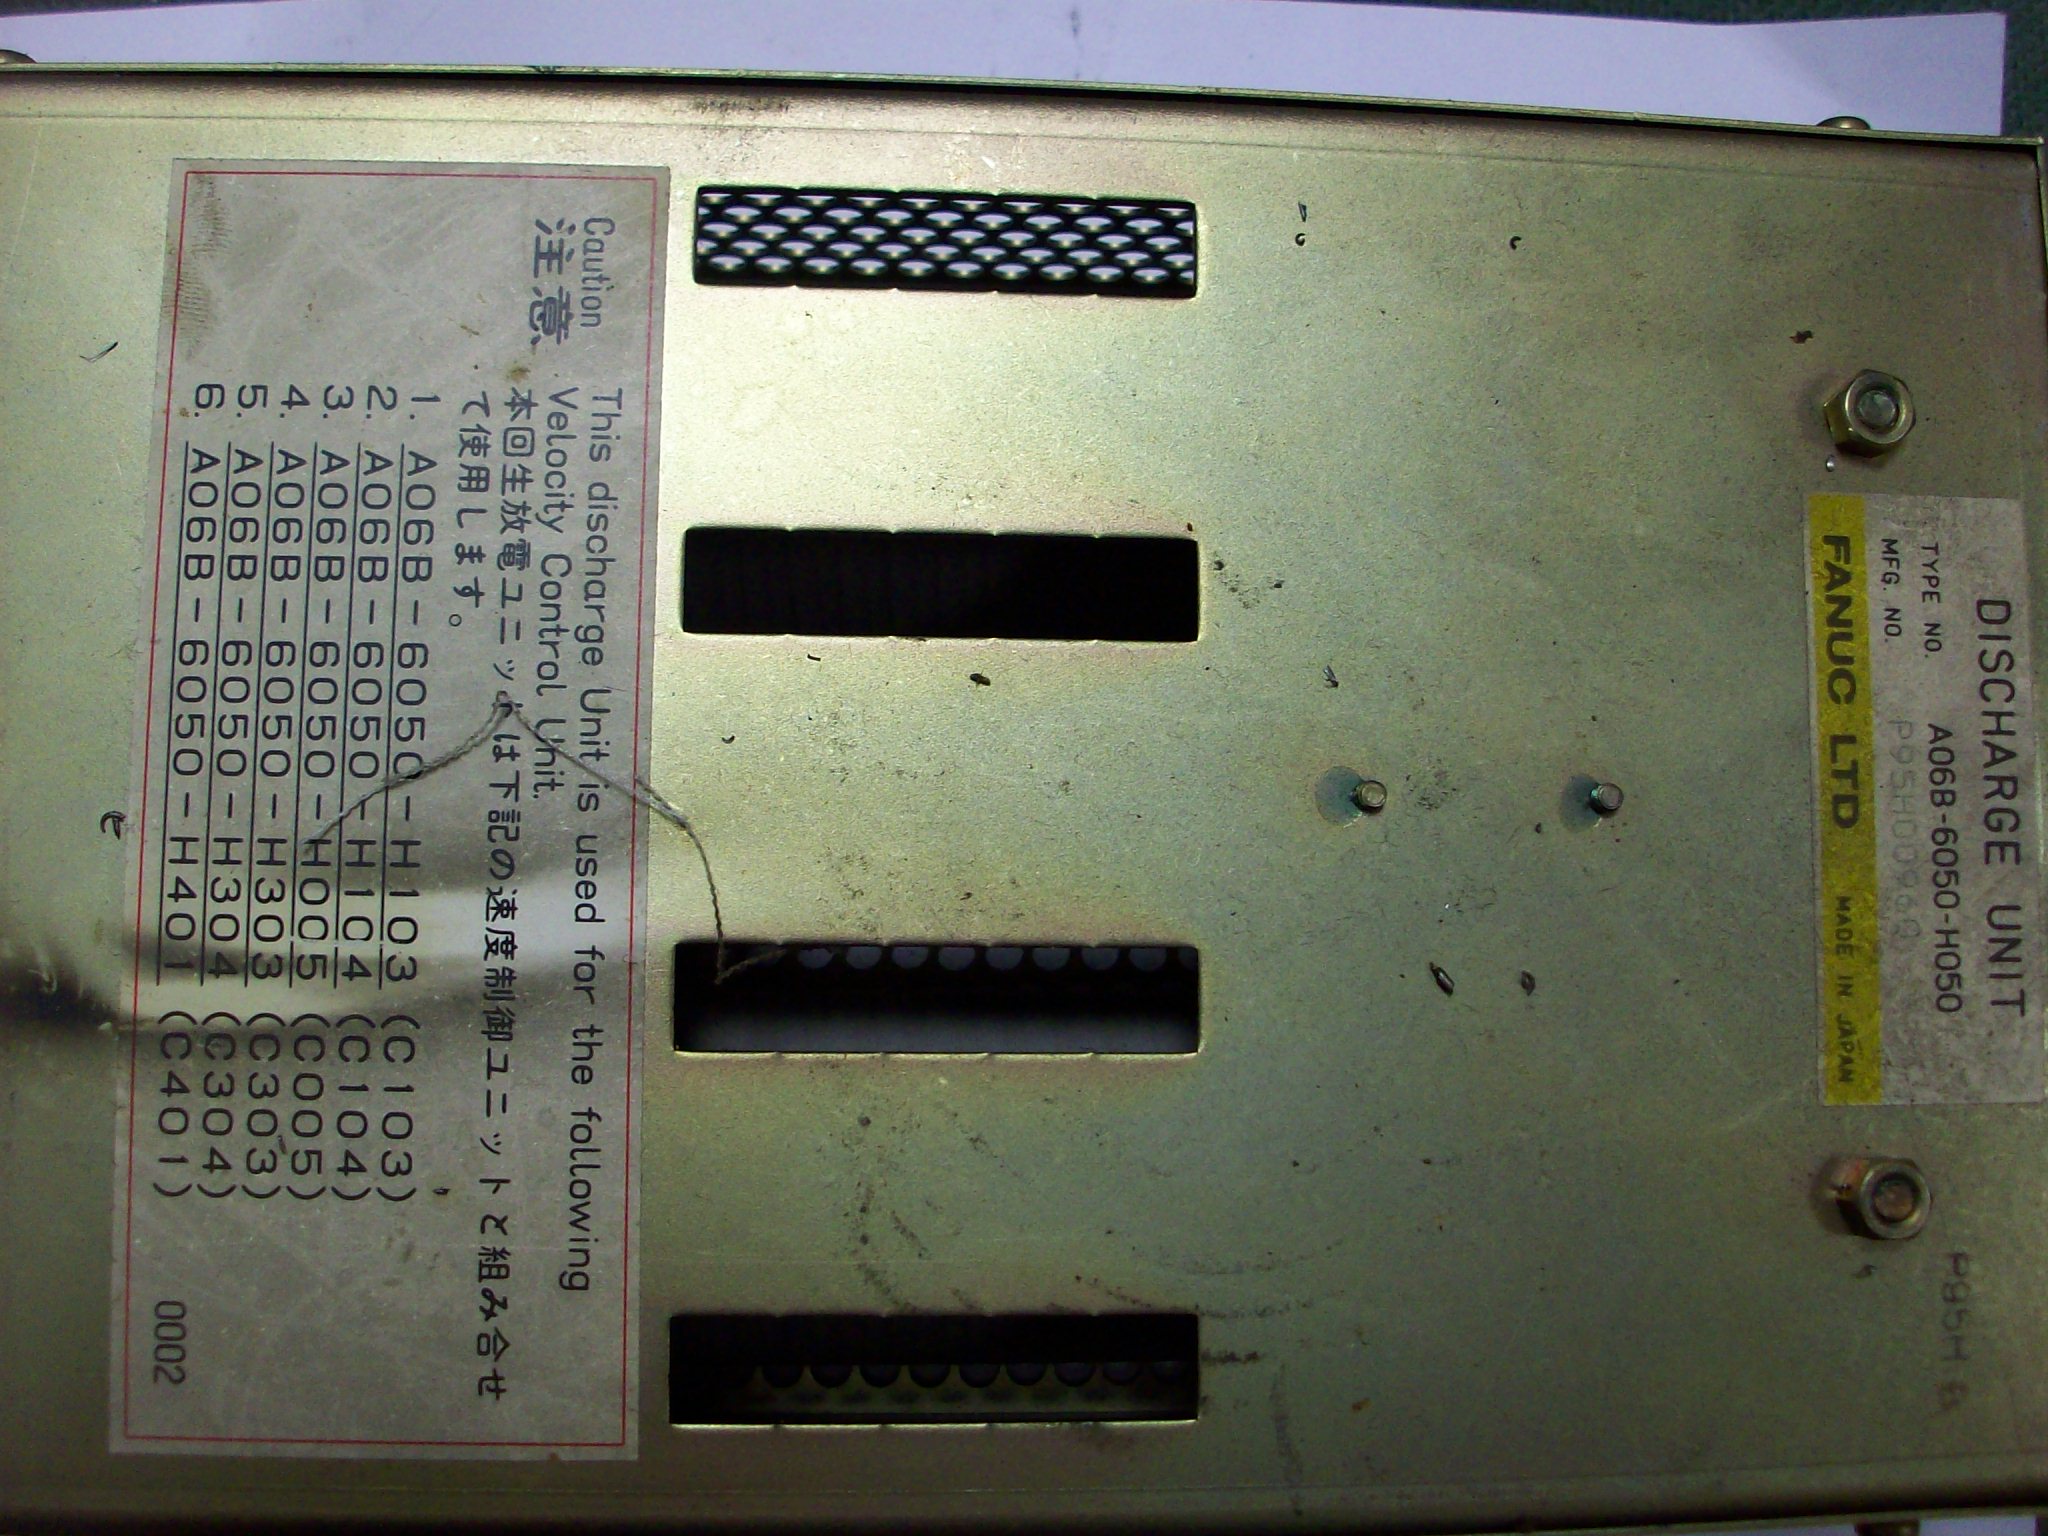 DISCHARGE UNIT
TYPE NO. A06B-6050-H050
MFG. NO.
FANUC LTD MADE IN JAPAN
Caution
注意
This discharge Unit is used for the following
Velocity Control Unit.
本回生放電ユニットは下記の速度制御ユニットと組み合せ
て使用します。
1. A06B-6050-H103 (C103)
2. A06B-6050-H104 (C104)
3. A06B-6050-H005 (C005)
4. A06B-6050-H303 (C303)
5. A06B-6050-H304 (C304)
6. A06B-6050-H401 (C401)
0002